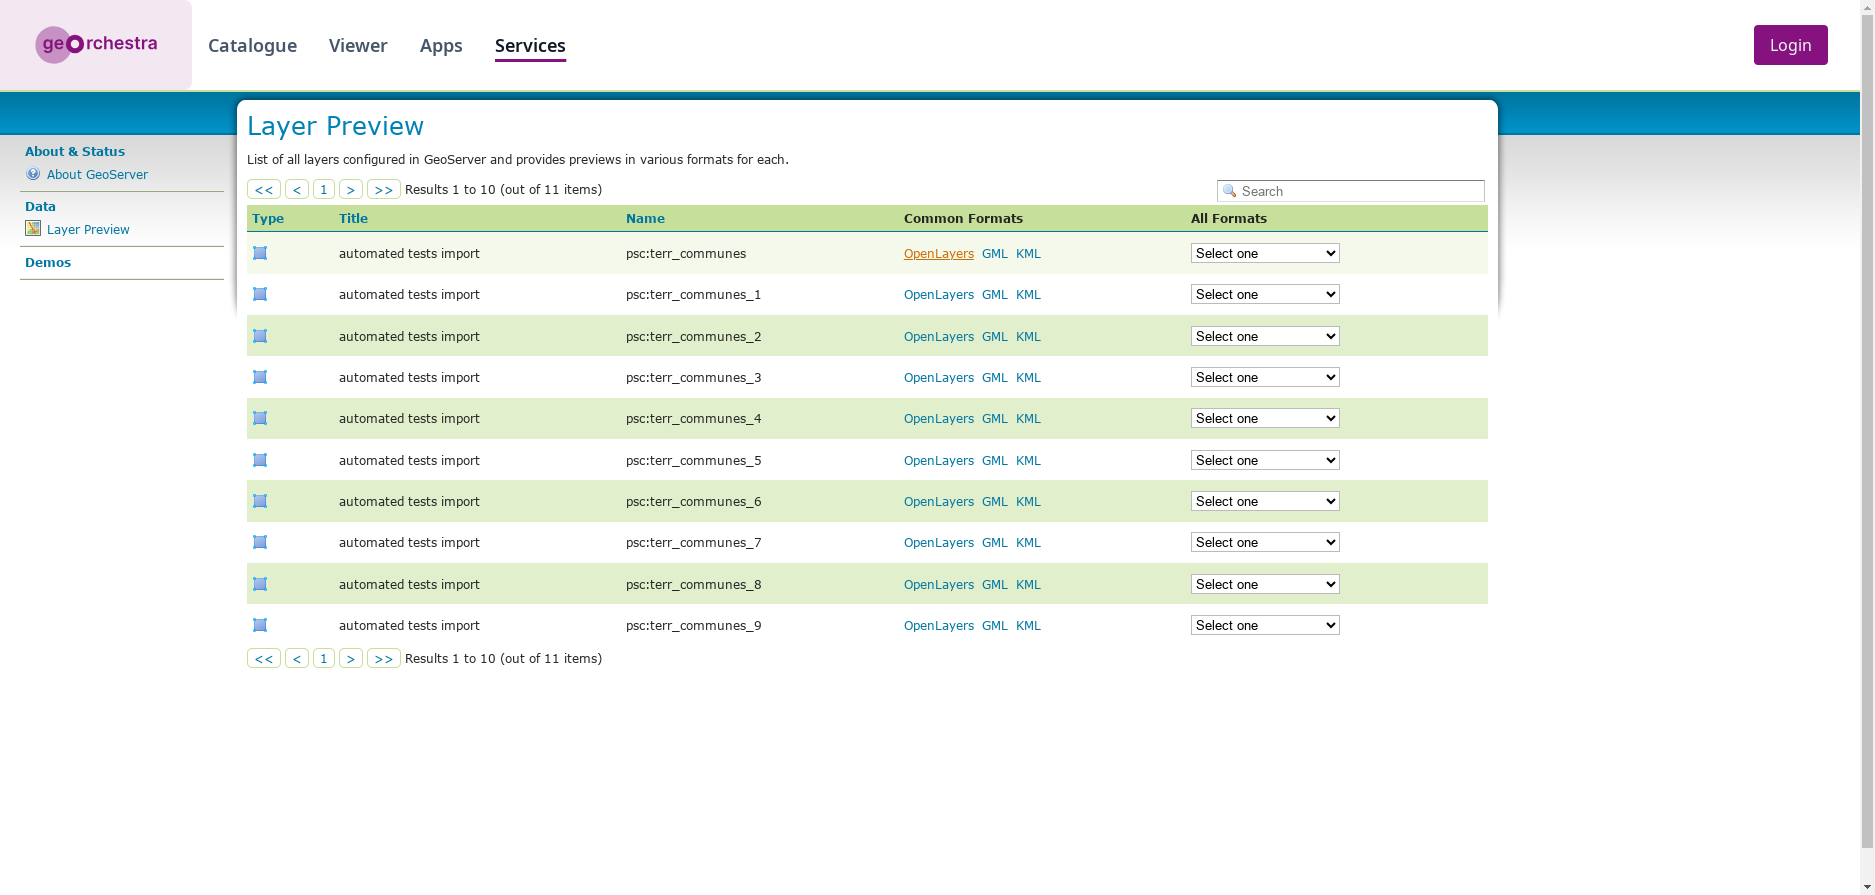 geOrchestra Catalogue Viewer Apps Services Login
About & Status
About GeoServer
Data
Layer Preview
Demos
Layer Preview
List of all layers configured in GeoServer and provides previews in various formats for each.
<< < 1 > >> Results 1 to 10 (out of 11 items) Search
Type Title Name Common Formats All Formats
automated tests import psc:terr_communes OpenLayers GML KML Select one
automated tests import psc:terr_communes_1 OpenLayers GML KML Select one
automated tests import psc:terr_communes_2 OpenLayers GML KML Select one
automated tests import psc:terr_communes_3 OpenLayers GML KML Select one
automated tests import psc:terr_communes_4 OpenLayers GML KML Select one
automated tests import psc:terr_communes_5 OpenLayers GML KML Select one
automated tests import psc:terr_communes_6 OpenLayers GML KML Select one
automated tests import psc:terr_communes_7 OpenLayers GML KML Select one
automated tests import psc:terr_communes_8 OpenLayers GML KML Select one
automated tests import psc:terr_communes_9 OpenLayers GML KML Select one
<< < 1 > >> Results 1 to 10 (out of 11 items)